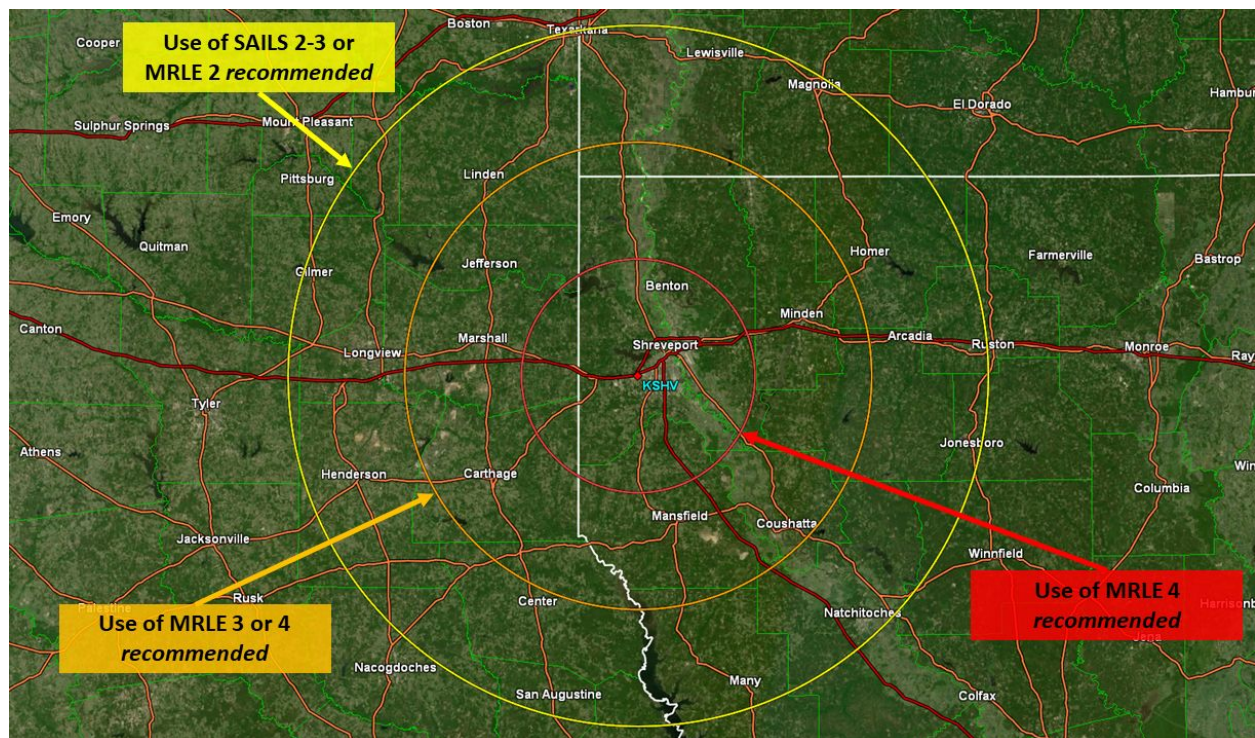 Boston
Texarkana
Cooper
Use of SAILS 2-3 or
MRLE 2 recommended
Lewisville
Magnolia
El Dorado
Hambu
Sulphur Springs
Mount Pleasant
Pittsburg
Linden
Emory
Quitman
Homer
Farmerville
Bastrop
Gilmer
Jefferson
Benton
Minden
Canton
Longview
Marshall
Shreveport
Arcadia
Ruston
Monroe
Ray
KSHV
Tyler
Athens
Henderson
Carthage
Jonesboro
Win
Columbia
Mansfield
Coushatta
Jacksonville
Winnfield
Palestine
Rusk
Center
Use of MRLE 3 or 4
recommended
Use of MRLE 4
recommended
Natchitoches
Harrisonb
Jena
Nacogdoches
San Augustine
Many
Colfax